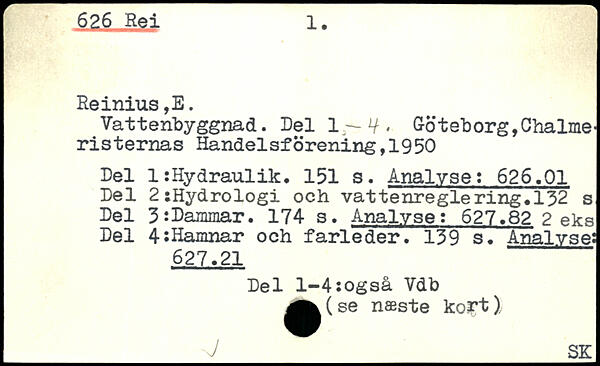 626 Rei 1.
Reinius,E.
Vattenbyggnad. Del 1,-4. Göteborg,Chalme-
risternas Handelsförening,1950
Del 1:Hydraulik. 151 s. Analyse: 626.01
Del 2:Hydrologi och vattenreglering.132 s.
Del 3:Dammar. 174 s. Analyse: 627.82 2 eks
Del 4:Hamnar och farleder. 139 s. Analyse:
627.21
Del 1-4:også Vdb
(se næste kort)
SK